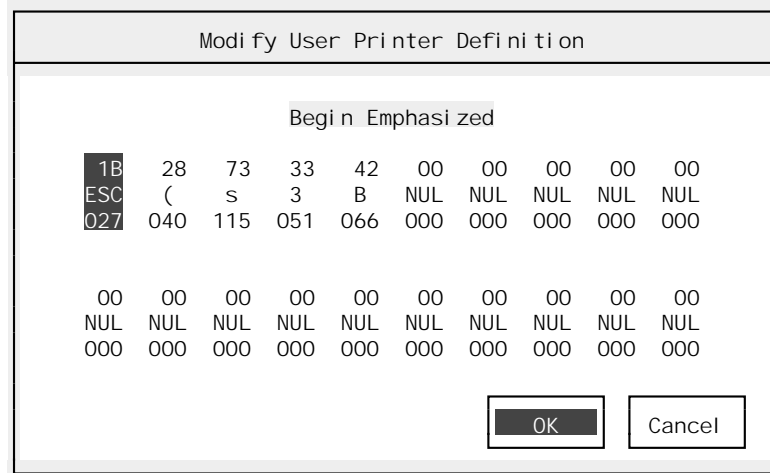 Modify User Printer Definition
Begin Emphasized
1B 28 73 33 42 00 00 00 00 00
ESC ( s 3 B NUL NUL NUL NUL NUL
027 040 115 051 066 000 000 000 000 000
00 00 00 00 00 00 00 00 00 00
NUL NUL NUL NUL NUL NUL NUL NUL NUL NUL
000 000 000 000 000 000 000 000 000 000
OK Cancel